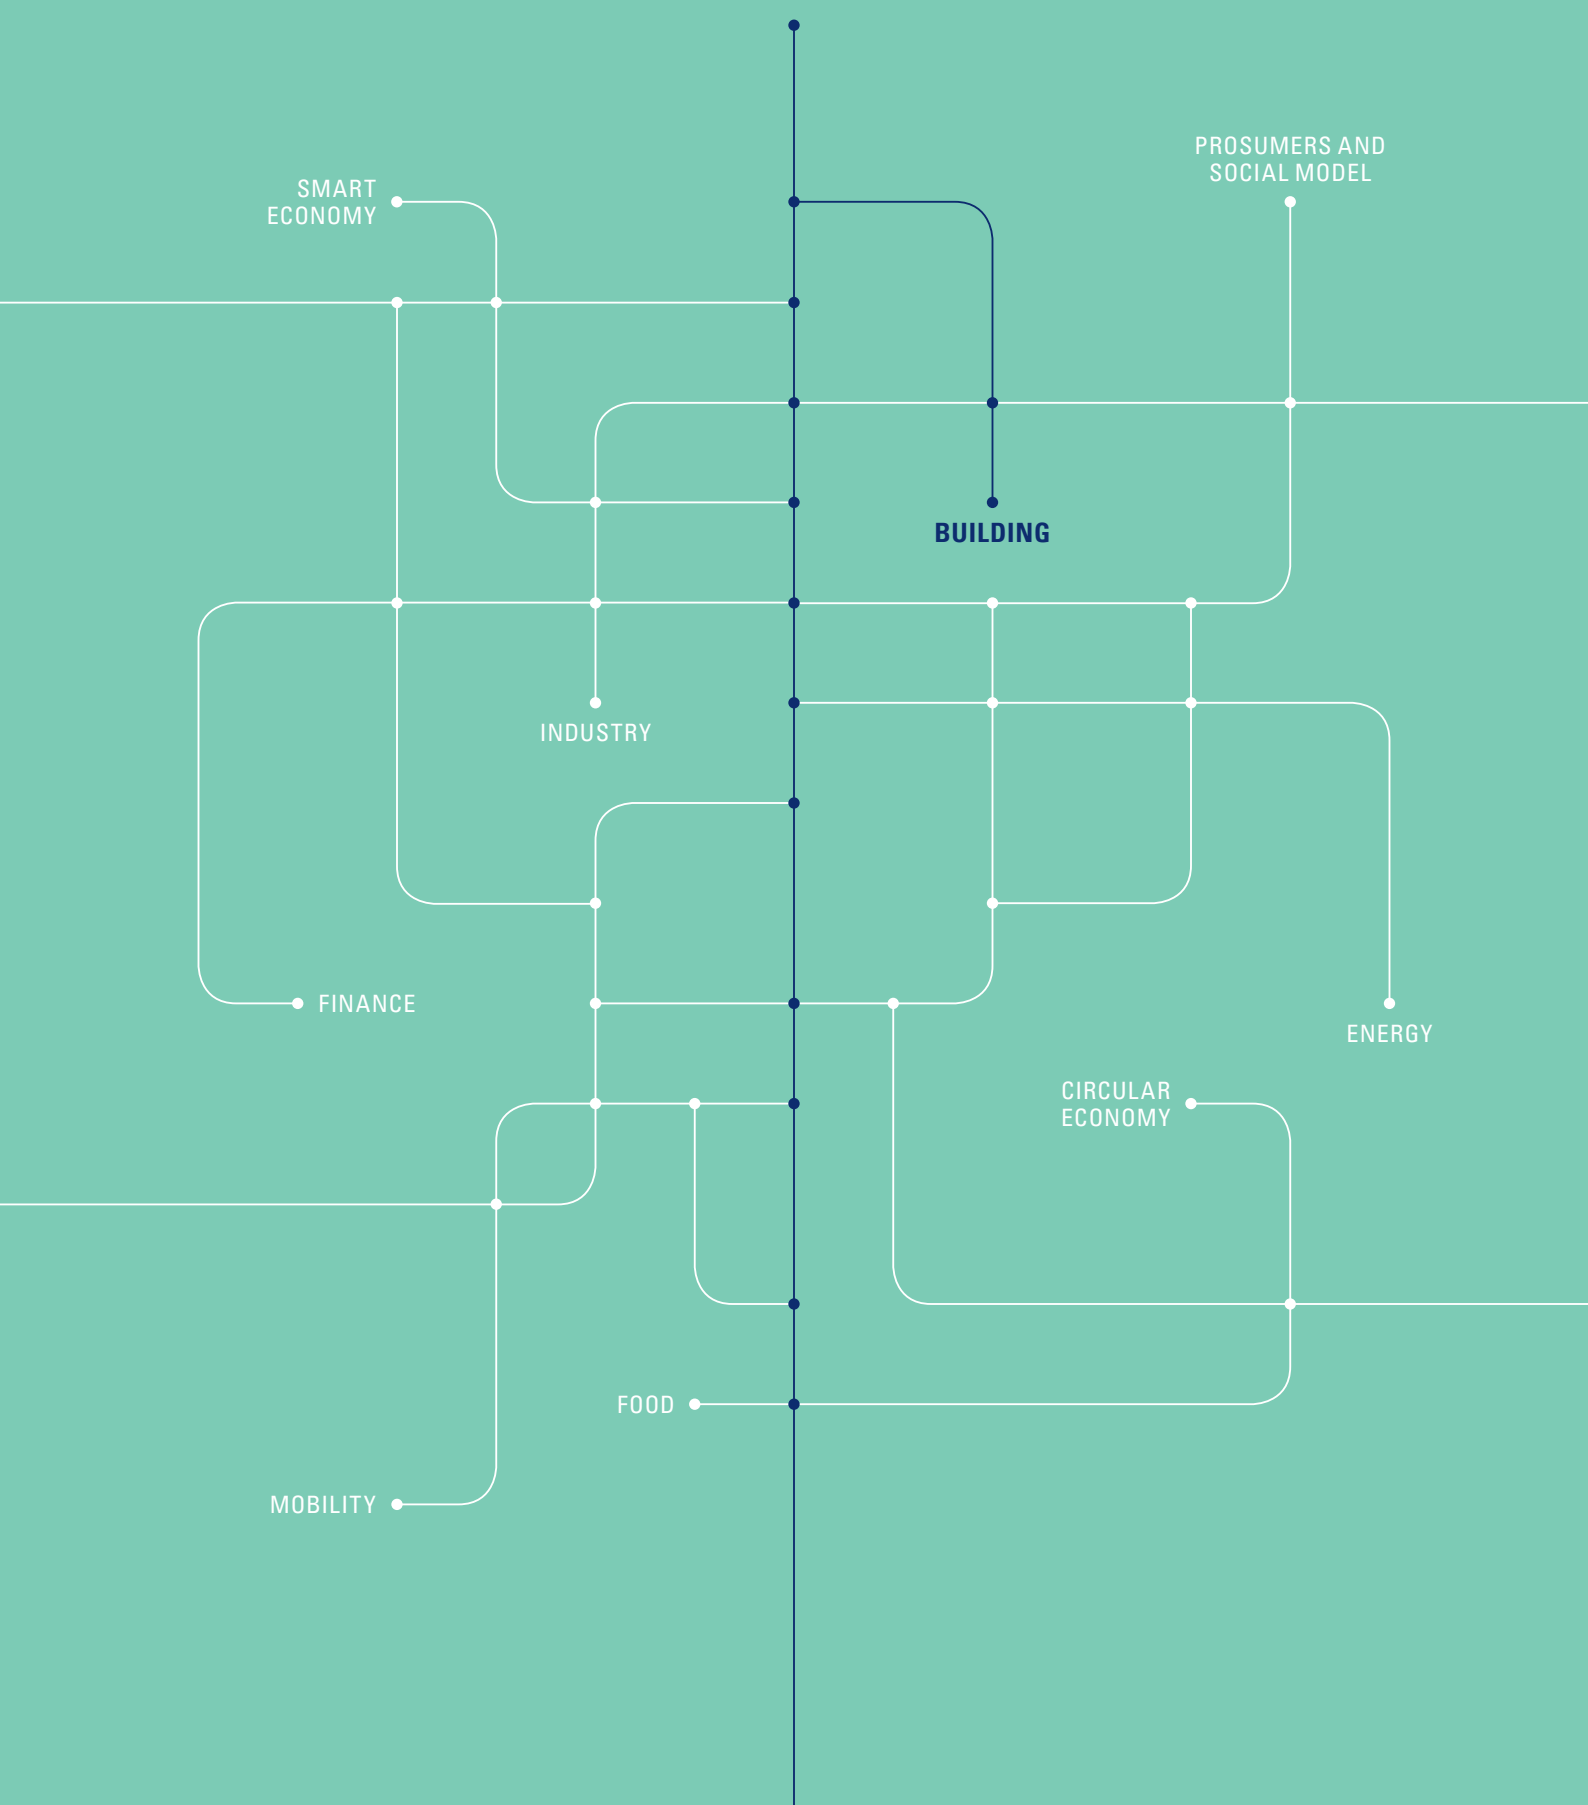 PROSUMERS AND
SOCIAL MODEL
SMART
ECONOMY
BUILDING
INDUSTRY
FINANCE
ENERGY
CIRCULAR
ECONOMY
FOOD
MOBILITY